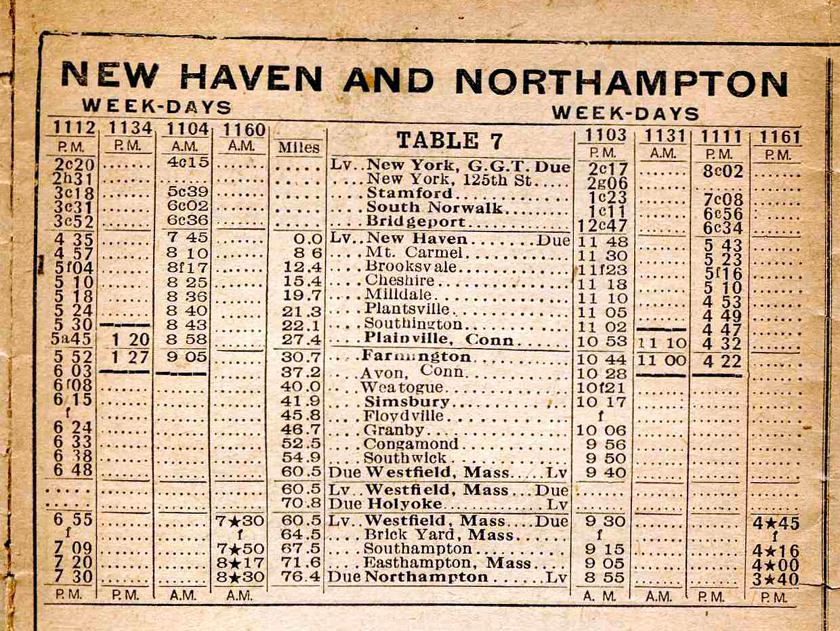 NEW HAVEN AND NORTHAMPTON
WEEK-DAYS WEEK-DAYS
1112 1134 1104 1160 TABLE 7 1103 1131 1111 1161
P.M. P.M. A.M. A.M. Miles P.M. A.M. P.M. P.M.
2c20 ...... 4c15 ...... .... Lv..New York, G.C.T. Due 2c17 ...... 8c02 ......
2h31 ...... ...... ...... .... ....New York, 125th St..... 2g06 ...... ...... ......
3c18 ...... 5c39 ...... .... ....Stamford............ 1c23 ...... 7c08 ......
3c31 ...... 6c02 ...... .... ....South Norwalk....... 1c11 ...... 6c56 ......
3c52 ...... 6c36 ...... .... ....Bridgeport.......... 12c47 ...... 6c34 ......
4 35 ...... 7 45 ...... 0.0 Lv..New Haven.......Due 11 48 ...... 5 43 ......
4 57 ...... 8 10 ...... 8 6 ....Mt. Carmel.......... 11 30 ...... 5 23 ......
5f04 ...... 8f17 ...... 12.4 ....Brooksvale.......... 11f23 ...... 5f16 ......
5 10 ...... 8 25 ...... 15.4 ....Cheshire............ 11 18 ...... 5 10 ......
5 18 ...... 8 36 ...... 19.7 ....Milldale............ 11 10 ...... 4 53 ......
5 24 ...... 8 40 ...... 21.3 ....Plantsville......... 11 05 ...... 4 49 ......
5 30 8 43 ...... 22.1 ....Southington......... 11 02 4 47 ......
5a45 1 20 8 58 ...... 27.4 ....Plainville, Conn.... 10 53 11 10 4 32 ......
5 52 1 27 9 05 ...... 30.7 ....Farmington.......... 10 44 11 00 4 22 ......
6 03 ...... 37.2 ....Avon, Conn.......... 10 28 ......
6f08 ...... ...... ...... 40.0 ....Weatogue............ 10f21 ...... ...... ......
6 15 ...... ...... ...... 41.9 ....Simsbury............ 10 17 ...... ...... ......
f ...... ...... ...... 45.8 ....Floydville.......... f ...... ...... ......
6 24 ...... ...... ...... 46.7 ....Granby.............. 10 06 ...... ...... ......
6 33 ...... ...... ...... 52.5 ....Congamond........... 9 56 ...... ...... ......
6 38 ...... ...... ...... 54.9 ....Southwick........... 9 50 ...... ...... ......
6 48 ...... ...... ...... 60.5 Due Westfield, Mass.....Lv 9 40 ...... ...... ......
...... ...... ...... ...... 60.5 Lv..Westfield, Mass...Due ...... ...... ...... ......
...... ...... ...... ...... 70.8 Due Holyoke..........Lv ...... ...... ...... ......
6 55 ...... ...... 7★30 60.5 Lv..Westfield, Mass...Due 9 30 ...... ...... 4★45
f ...... ...... f 64.5 ....Brick Yard, Mass.... f ...... ...... f
7 09 ...... ...... 7★50 67.5 ....Southampton......... 9 15 ...... ...... 4★16
7 20 ...... ...... 8★17 71.6 ....Easthampton, Mass... 9 05 ...... ...... 4★00
7 30 ...... ...... 8★30 76.4 Due Northampton......Lv 8 55 ...... ...... 3★40
P.M. P.M. A.M. A.M. A. M. A.M. P.M. P.M.